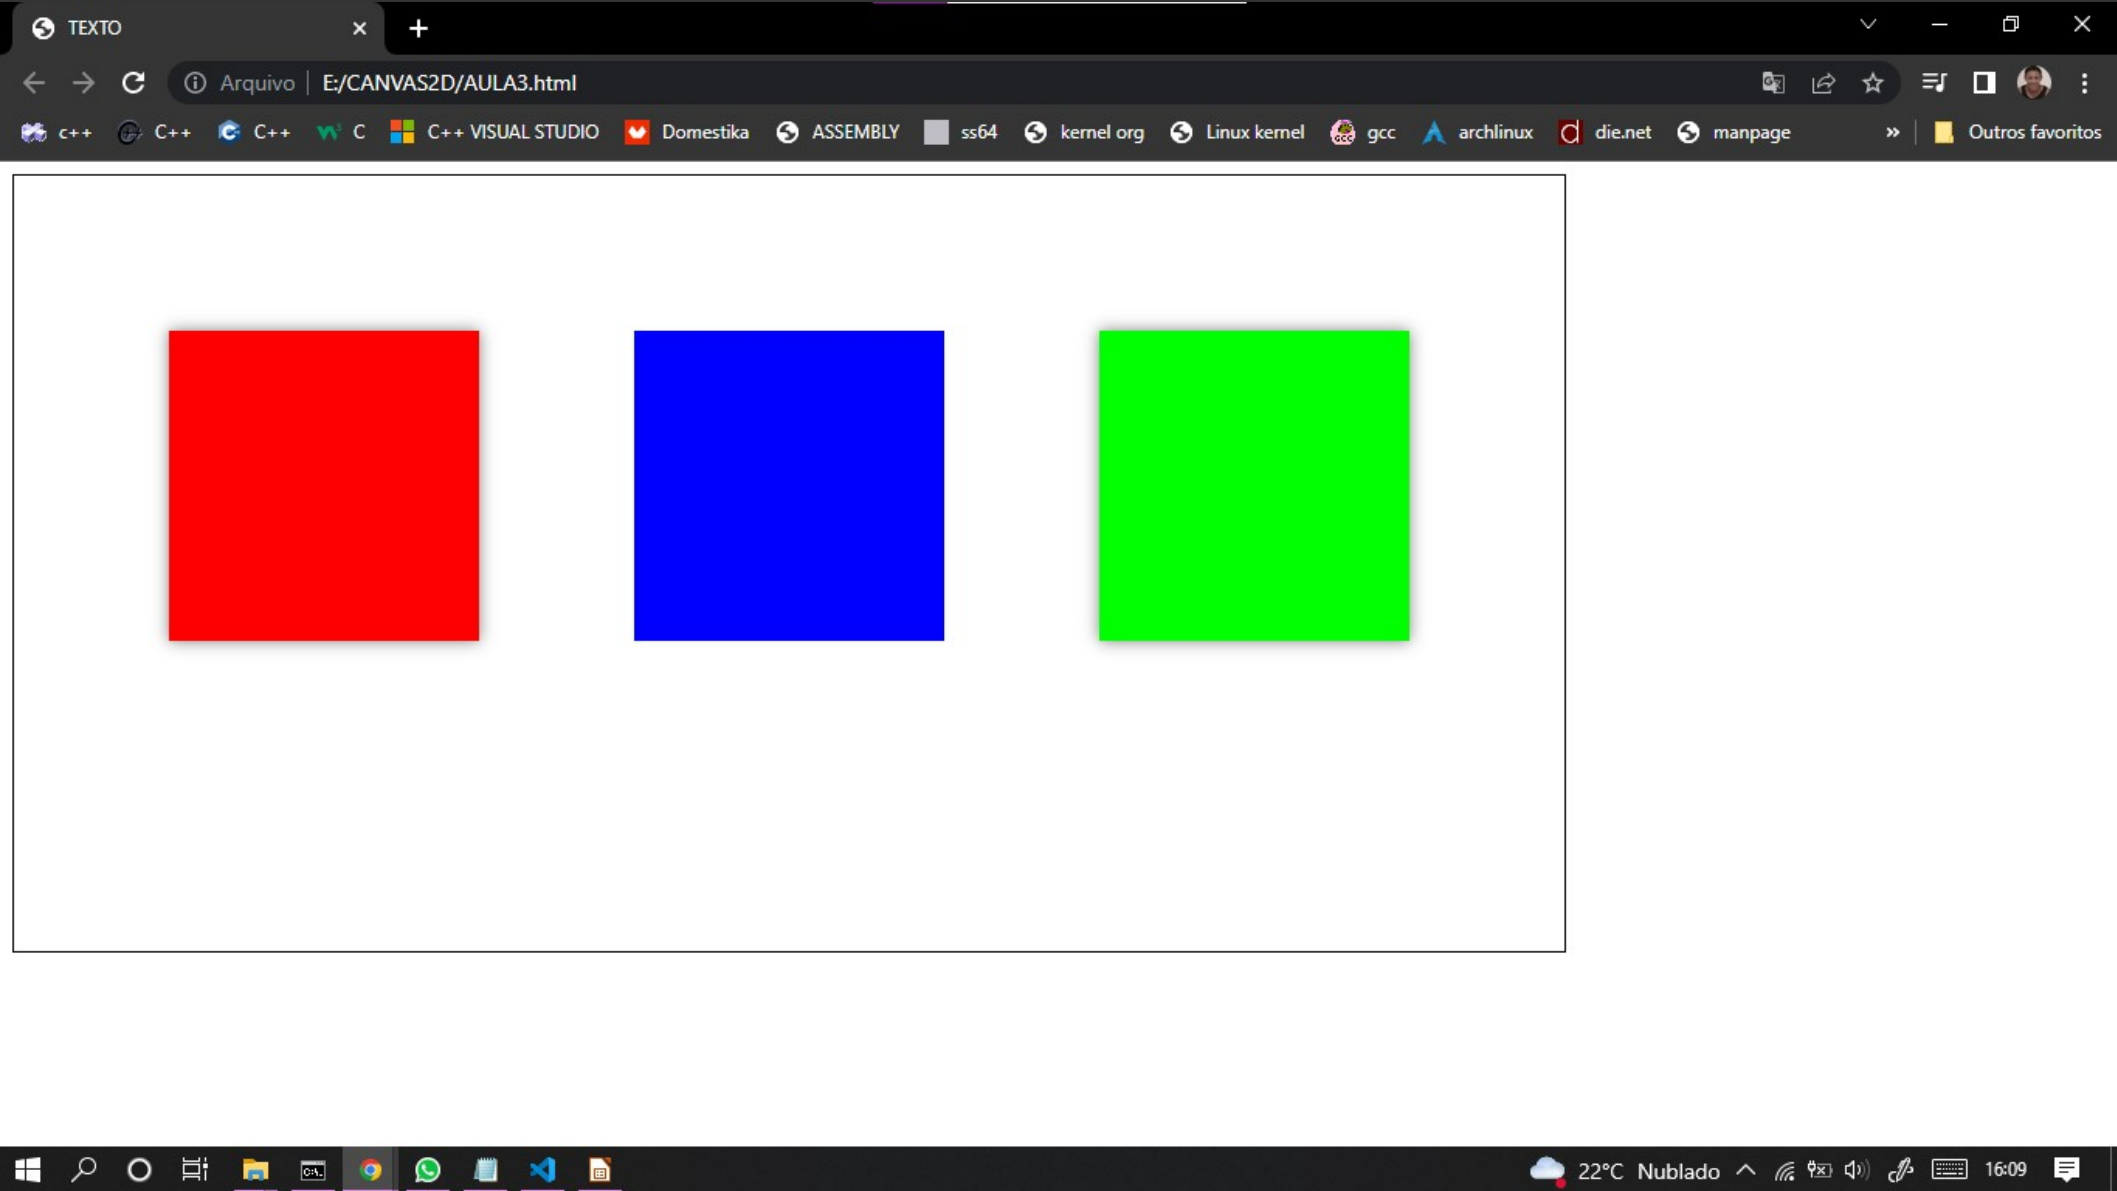 TEXTO
Arquivo E:/CANVAS2D/AULA3.html
c++ C++ C++ C C++ VISUAL STUDIO Domestika ASSEMBLY ss64 kernel org Linux kernel gcc archlinux die.net manpage » Outros favoritos
22°C Nublado 16:09